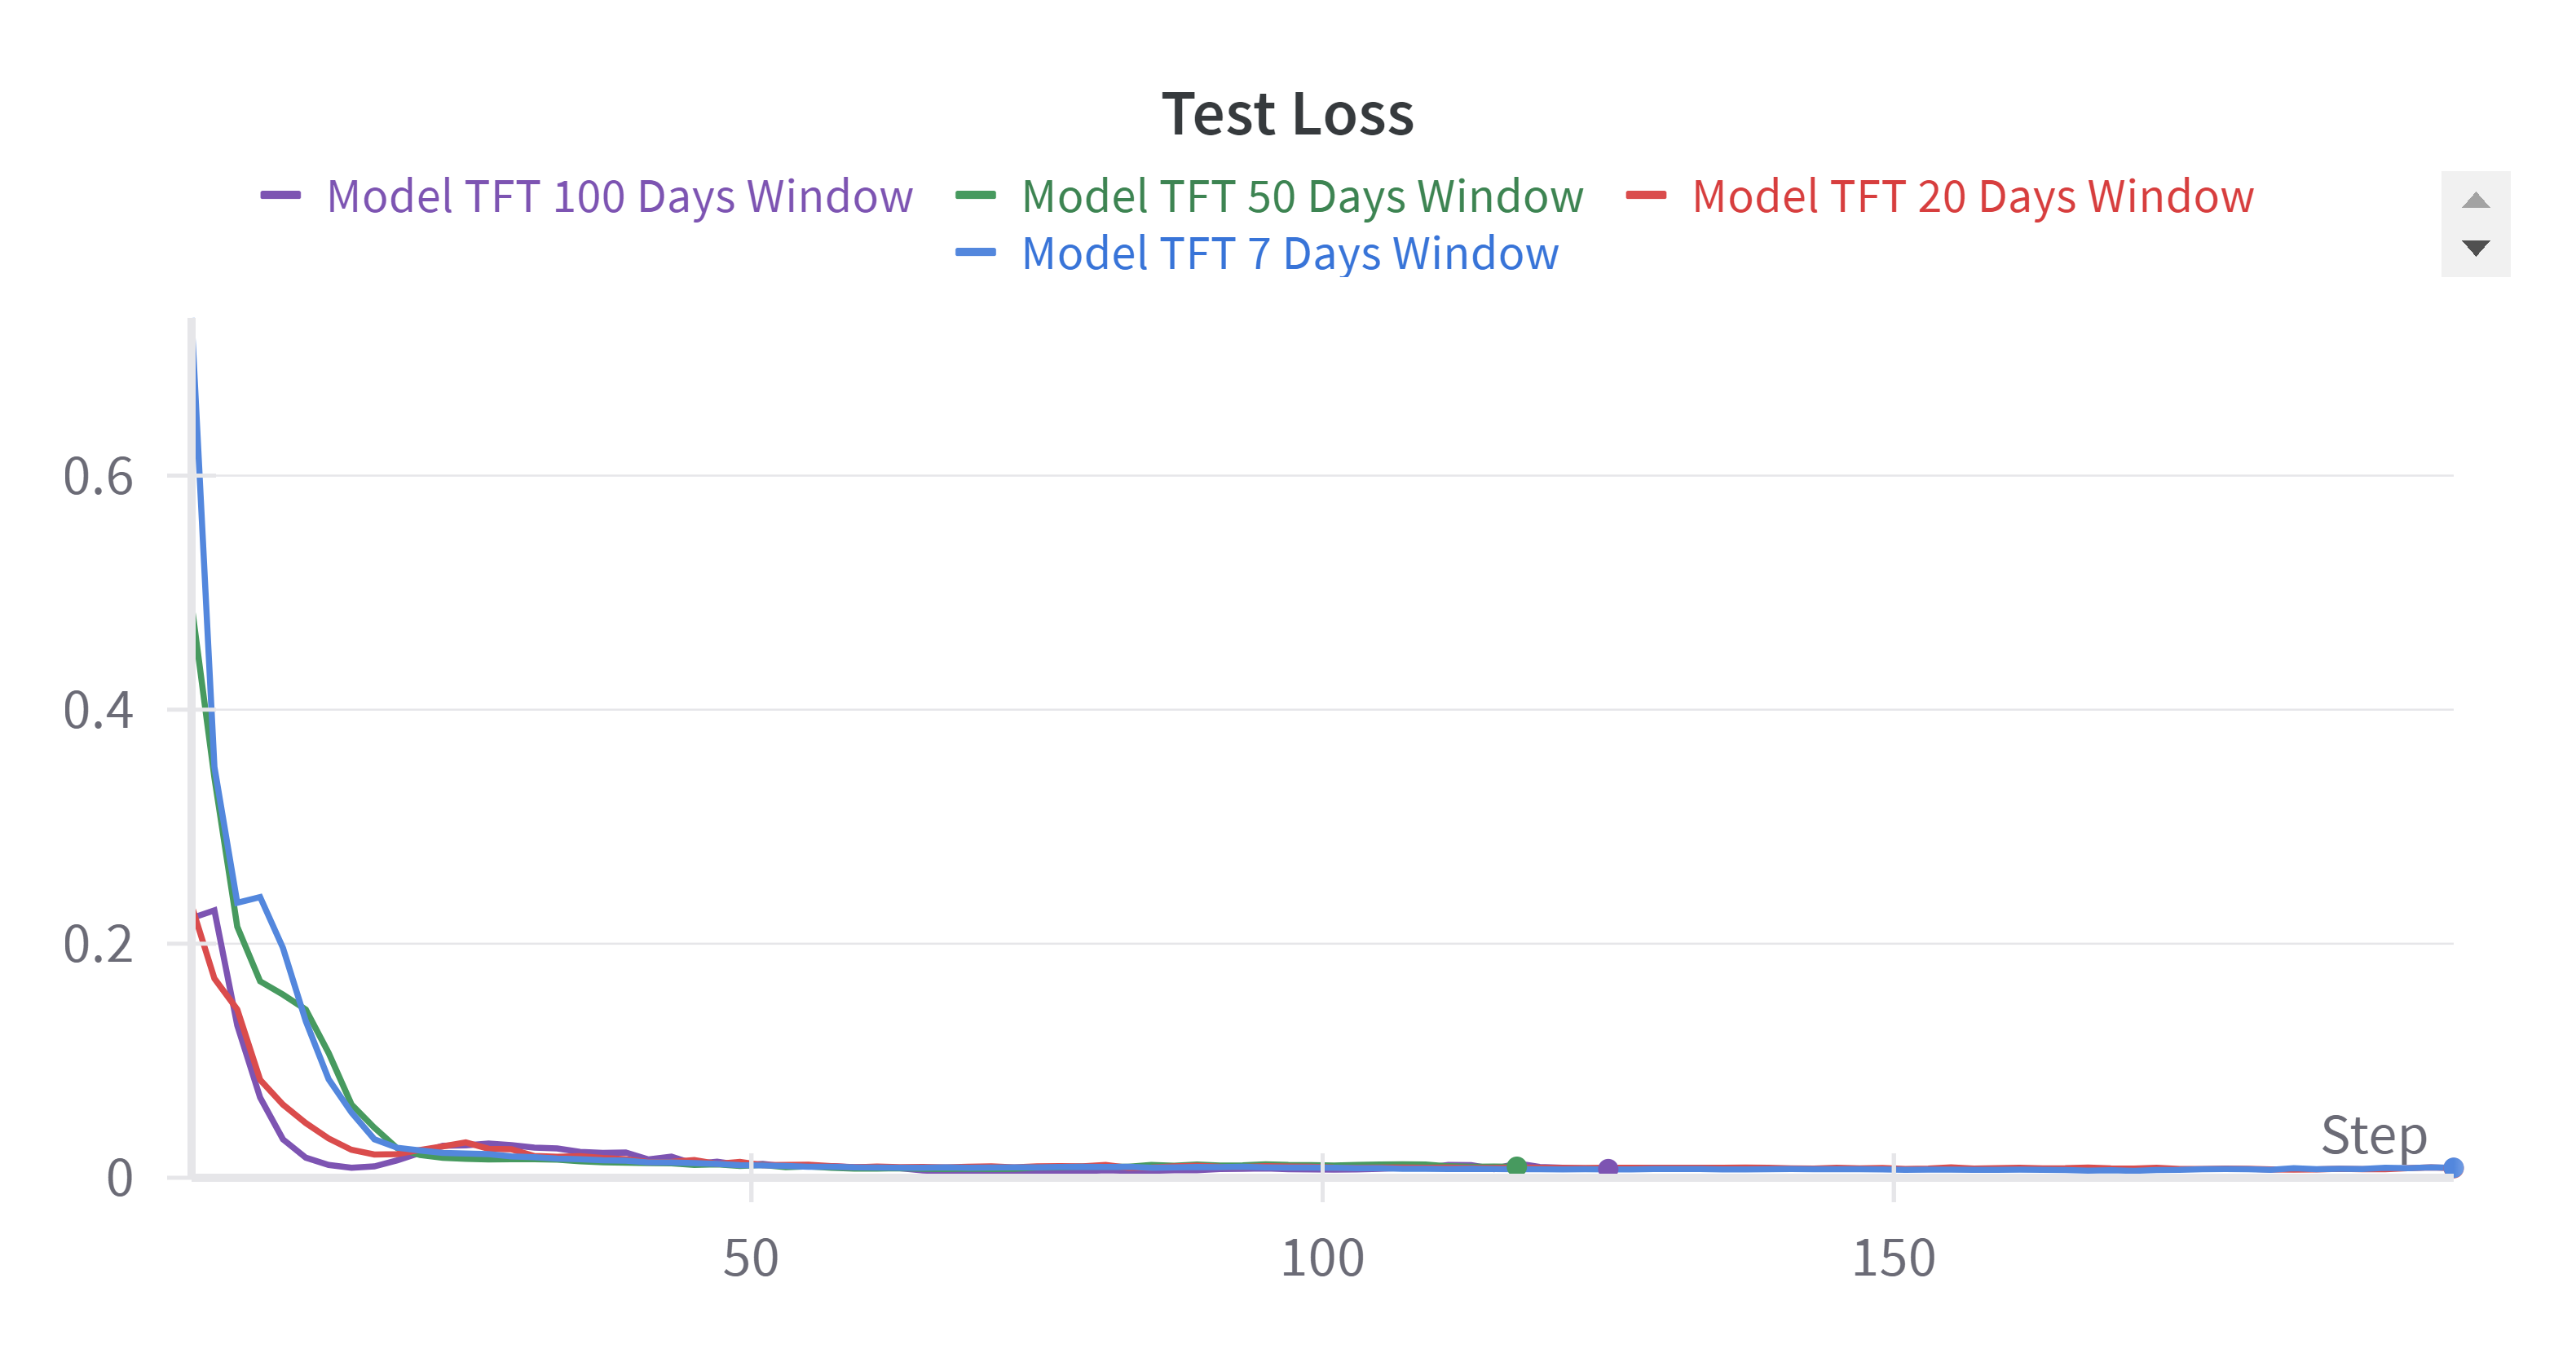 Test Loss
Model TFT 100 Days Window Model TFT 50 Days Window Model TFT 20 Days Window
Model TFT 7 Days Window
0.6
0.4
0.2
Step
0
50 100 150